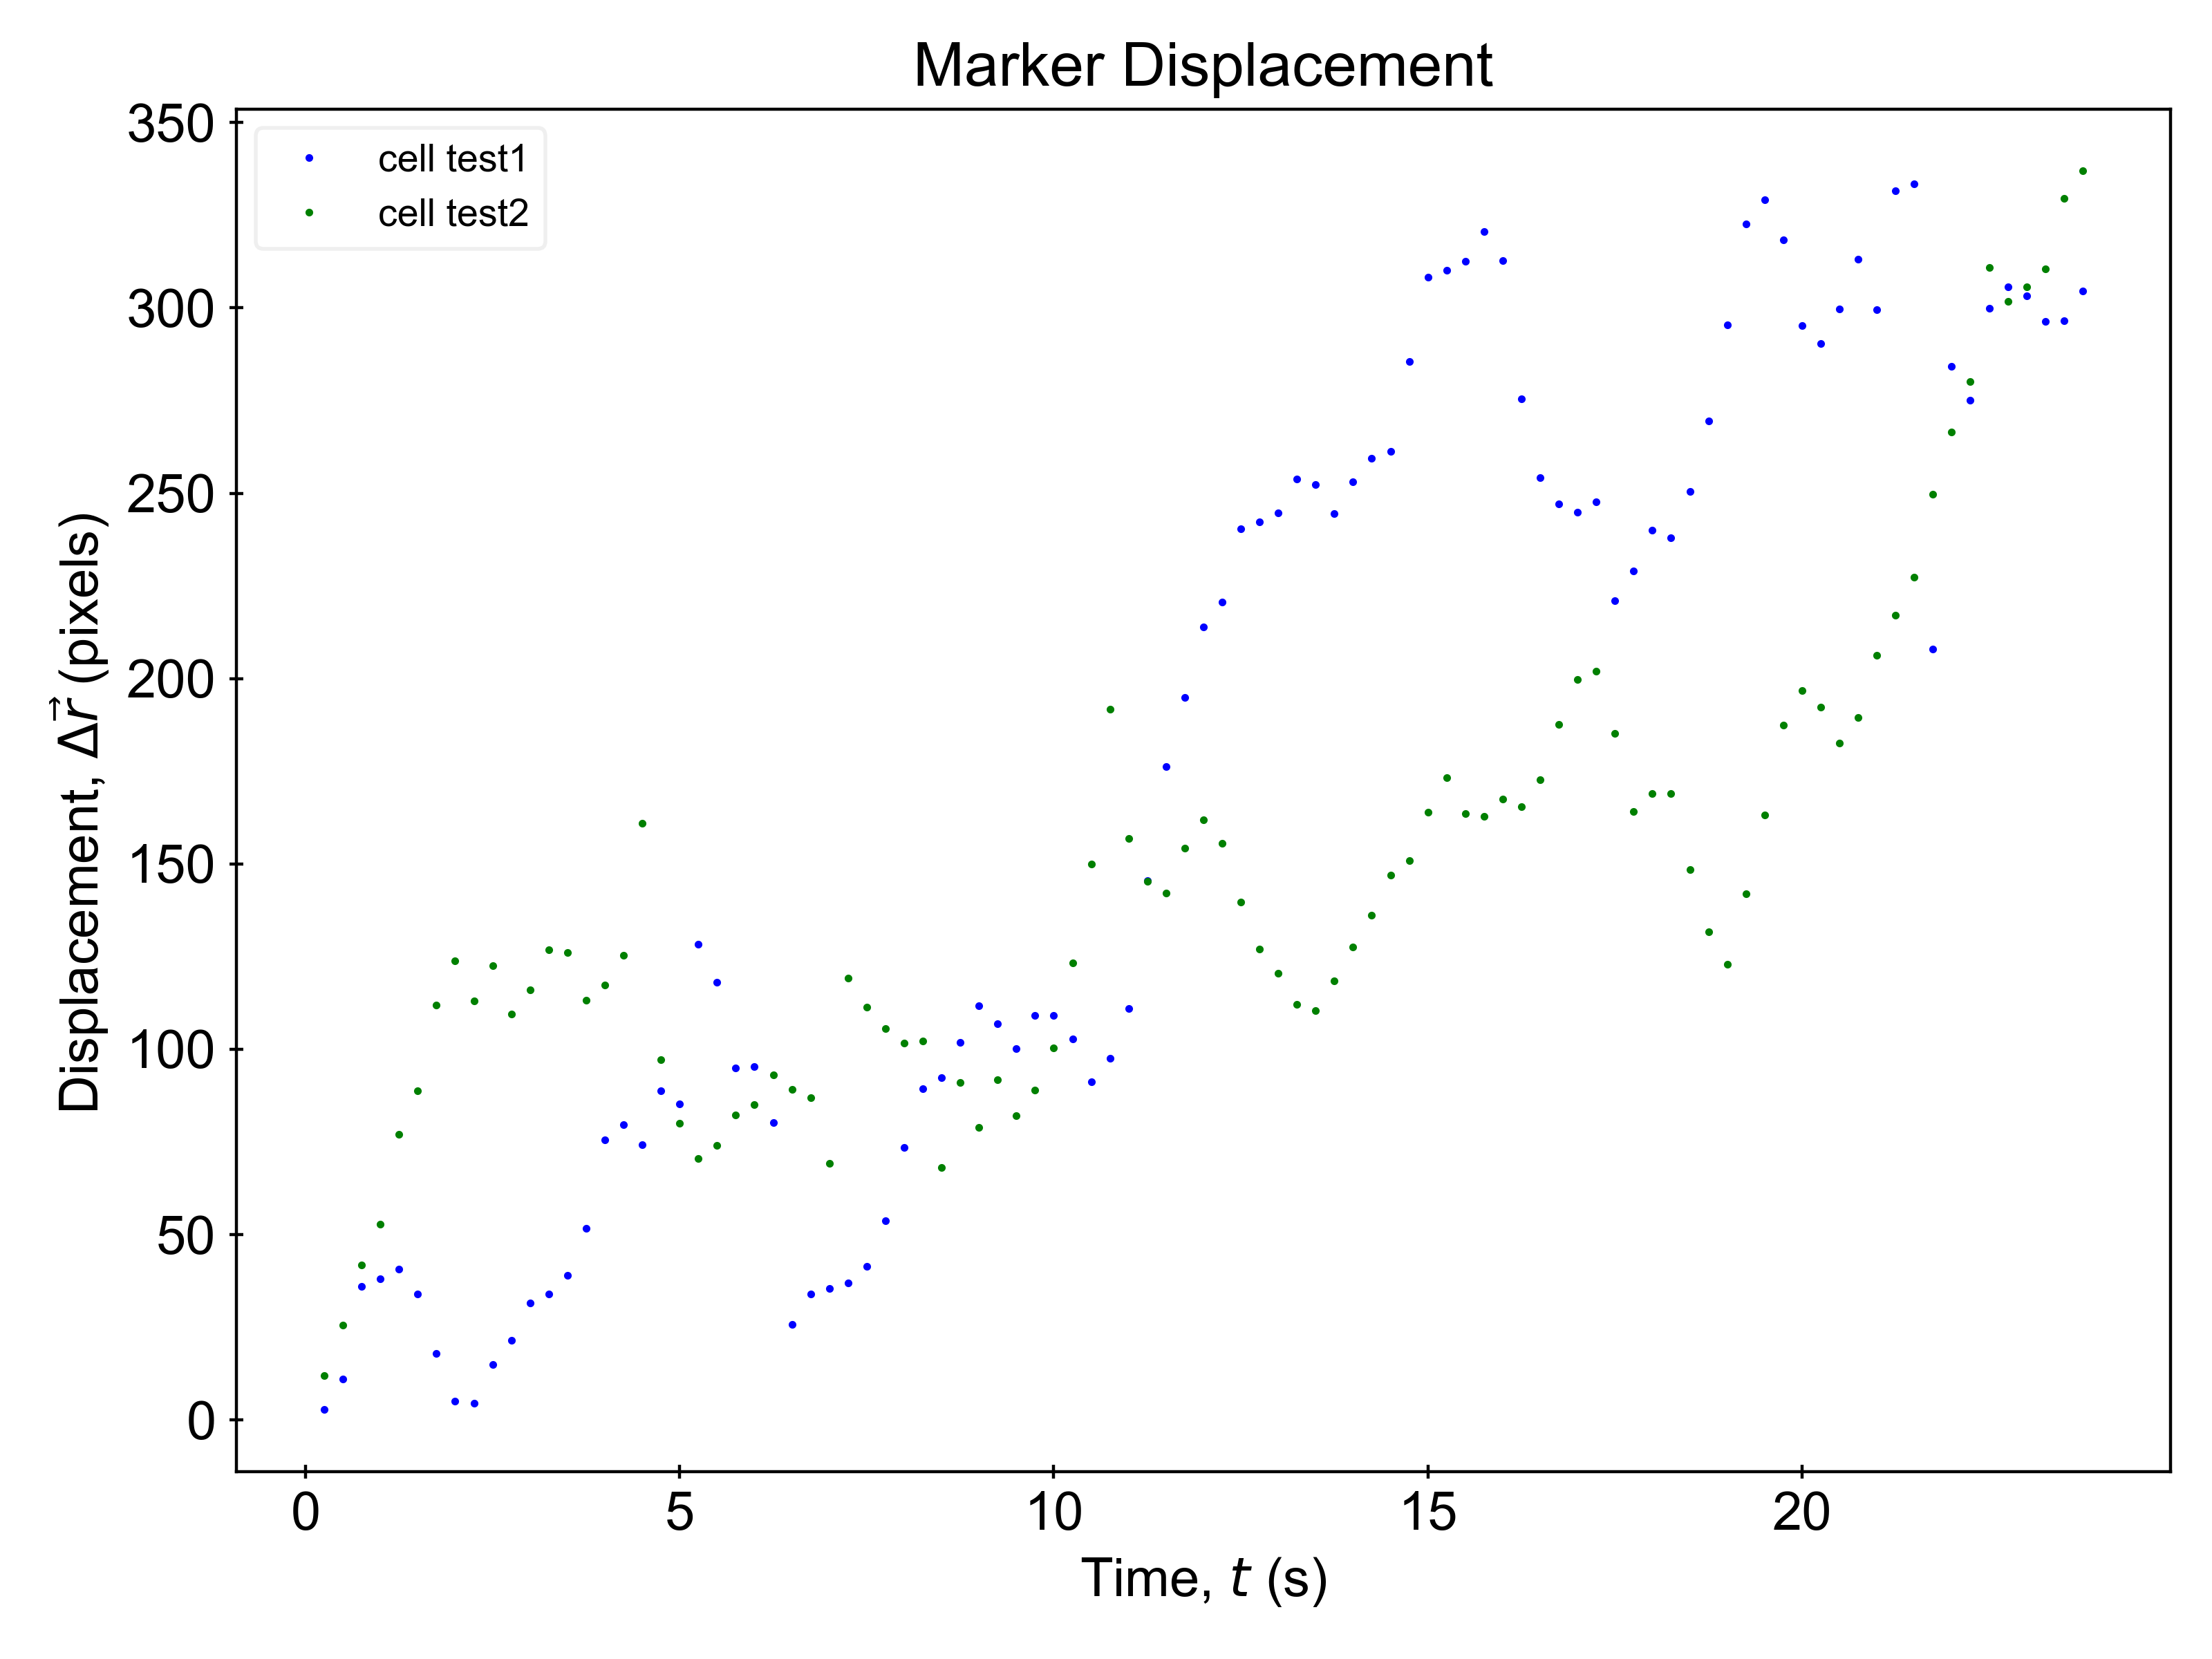 Marker Displacement
350
300
250
200
150
100
50
0
cell test1
cell test2
Displacement, Δr⃗ (pixels)
0 5 10 15 20
Time, t (s)